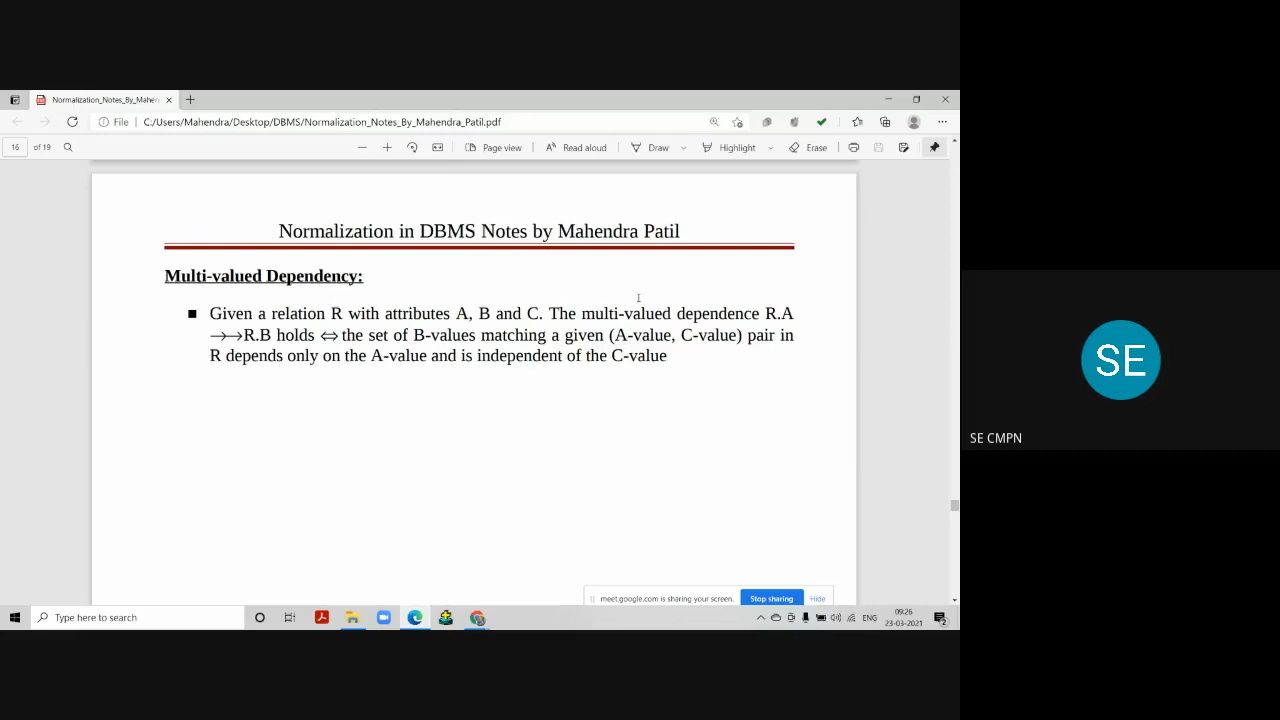 Normalization_Notes_By_Mahen
File
C:/Users/Mahendra/Desktop/DBMS/Normalization_Notes_By_Mahendra_Patil.pdf
16 of 19
Page view
Read aloud
Draw
Highlight
Erase
Normalization in DBMS Notes by Mahendra Patil
Multi-valued Dependency:
■ Given a relation R with attributes A, B and C. The multi-valued dependence R.A
→→R.B holds ⇔ the set of B-values matching a given (A-value, C-value) pair in
R depends only on the A-value and is independent of the C-value
SE
SE CMPN
meet.google.com is sharing your screen.
Stop sharing
Hide
Type here to search
ENG
09:26
23-03-2021
2